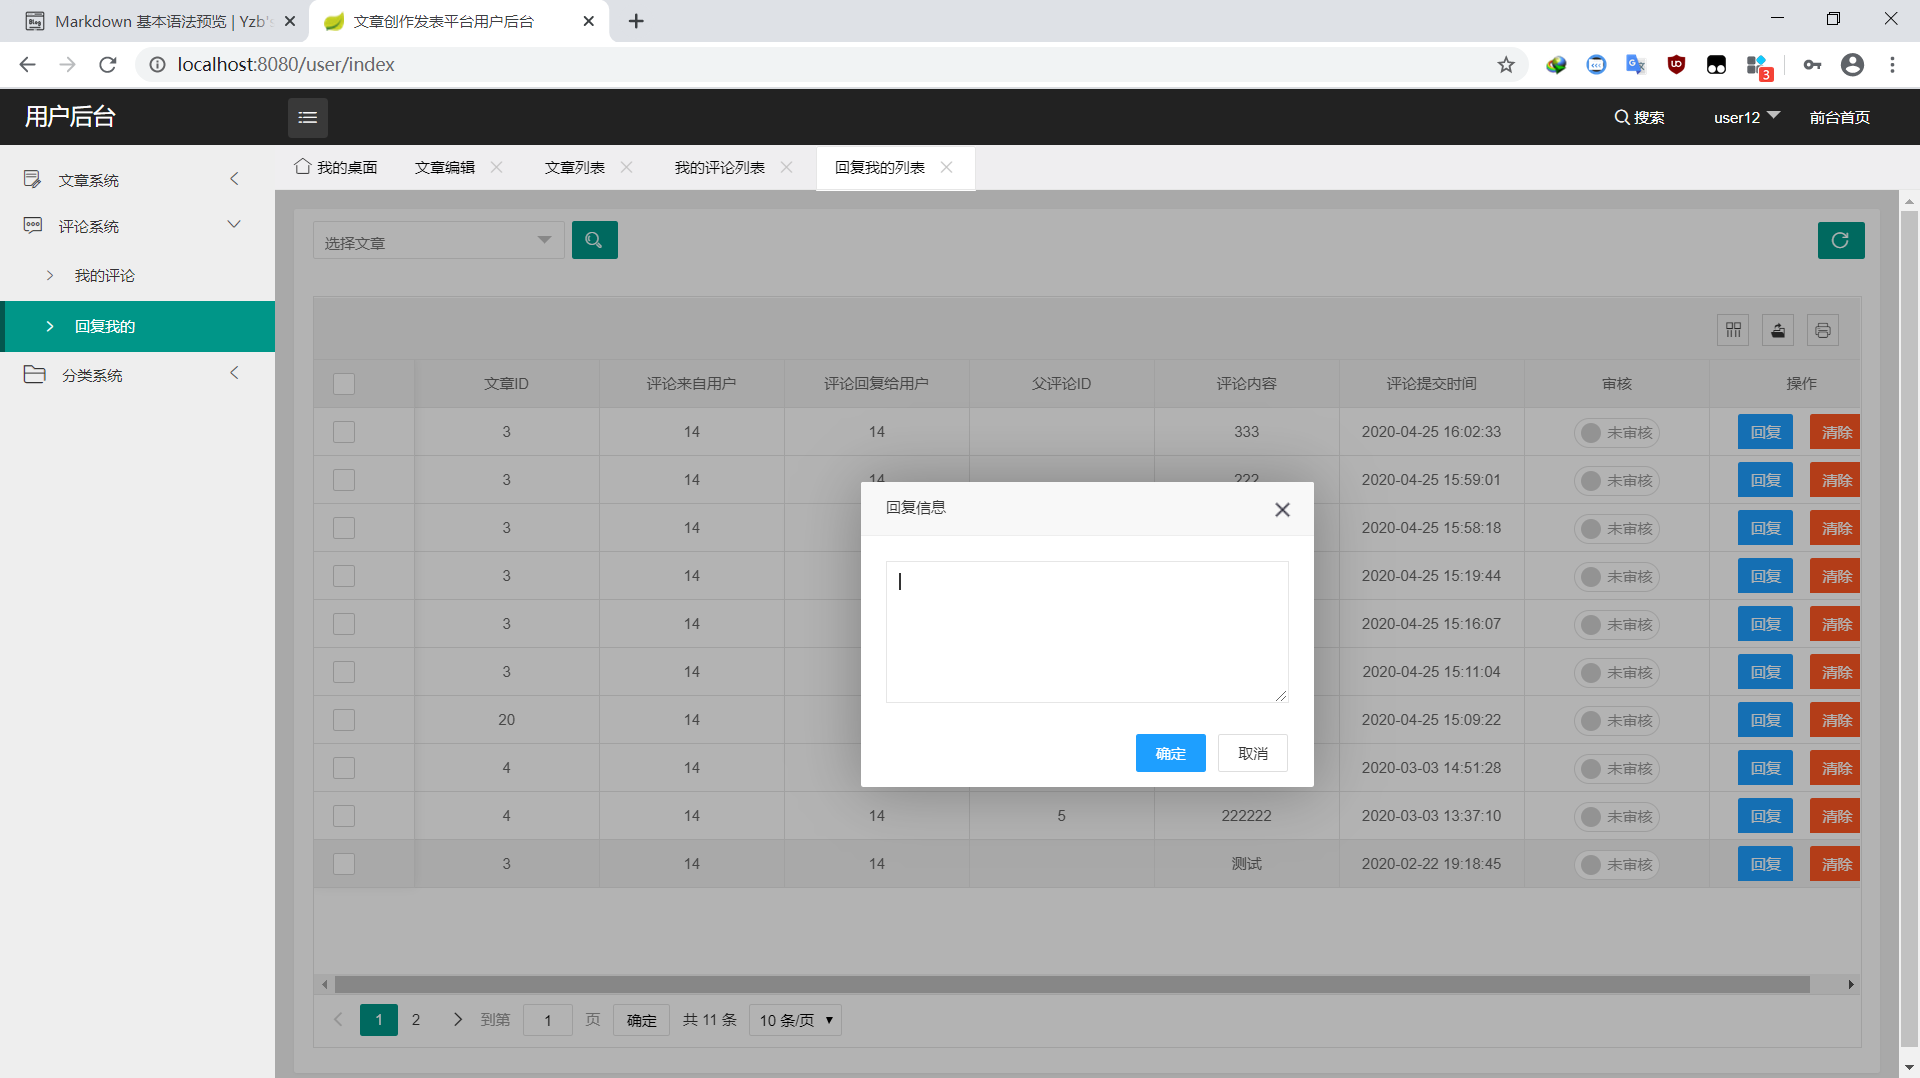 Markdown 基本语法预览 | Yzb's
文章创作发表平台用户后台
localhost:8080/user/index
3
用户后台
搜索
user12
前台首页
文章系统
评论系统
我的评论
回复我的
分类系统
我的桌面
文章编辑
文章列表
我的评论列表
回复我的列表
选择文章
文章ID 评论来自用户 评论回复给用户 父评论ID 评论内容 评论提交时间 审核 操作
3 14 14 333 2020-04-25 16:02:33 未审核 回复 清除
3 14 14 222 2020-04-25 15:59:01 未审核 回复 清除
3 14 2020-04-25 15:58:18 未审核 回复 清除
3 14 2020-04-25 15:19:44 未审核 回复 清除
3 14 2020-04-25 15:16:07 未审核 回复 清除
3 14 2020-04-25 15:11:04 未审核 回复 清除
20 14 2020-04-25 15:09:22 未审核 回复 清除
4 14 2020-03-03 14:51:28 未审核 回复 清除
4 14 14 5 222222 2020-03-03 13:37:10 未审核 回复 清除
3 14 14 测试 2020-02-22 19:18:45 未审核 回复 清除
回复信息
确定
取消
1 2 到第 1 页 确定 共 11 条 10 条/页